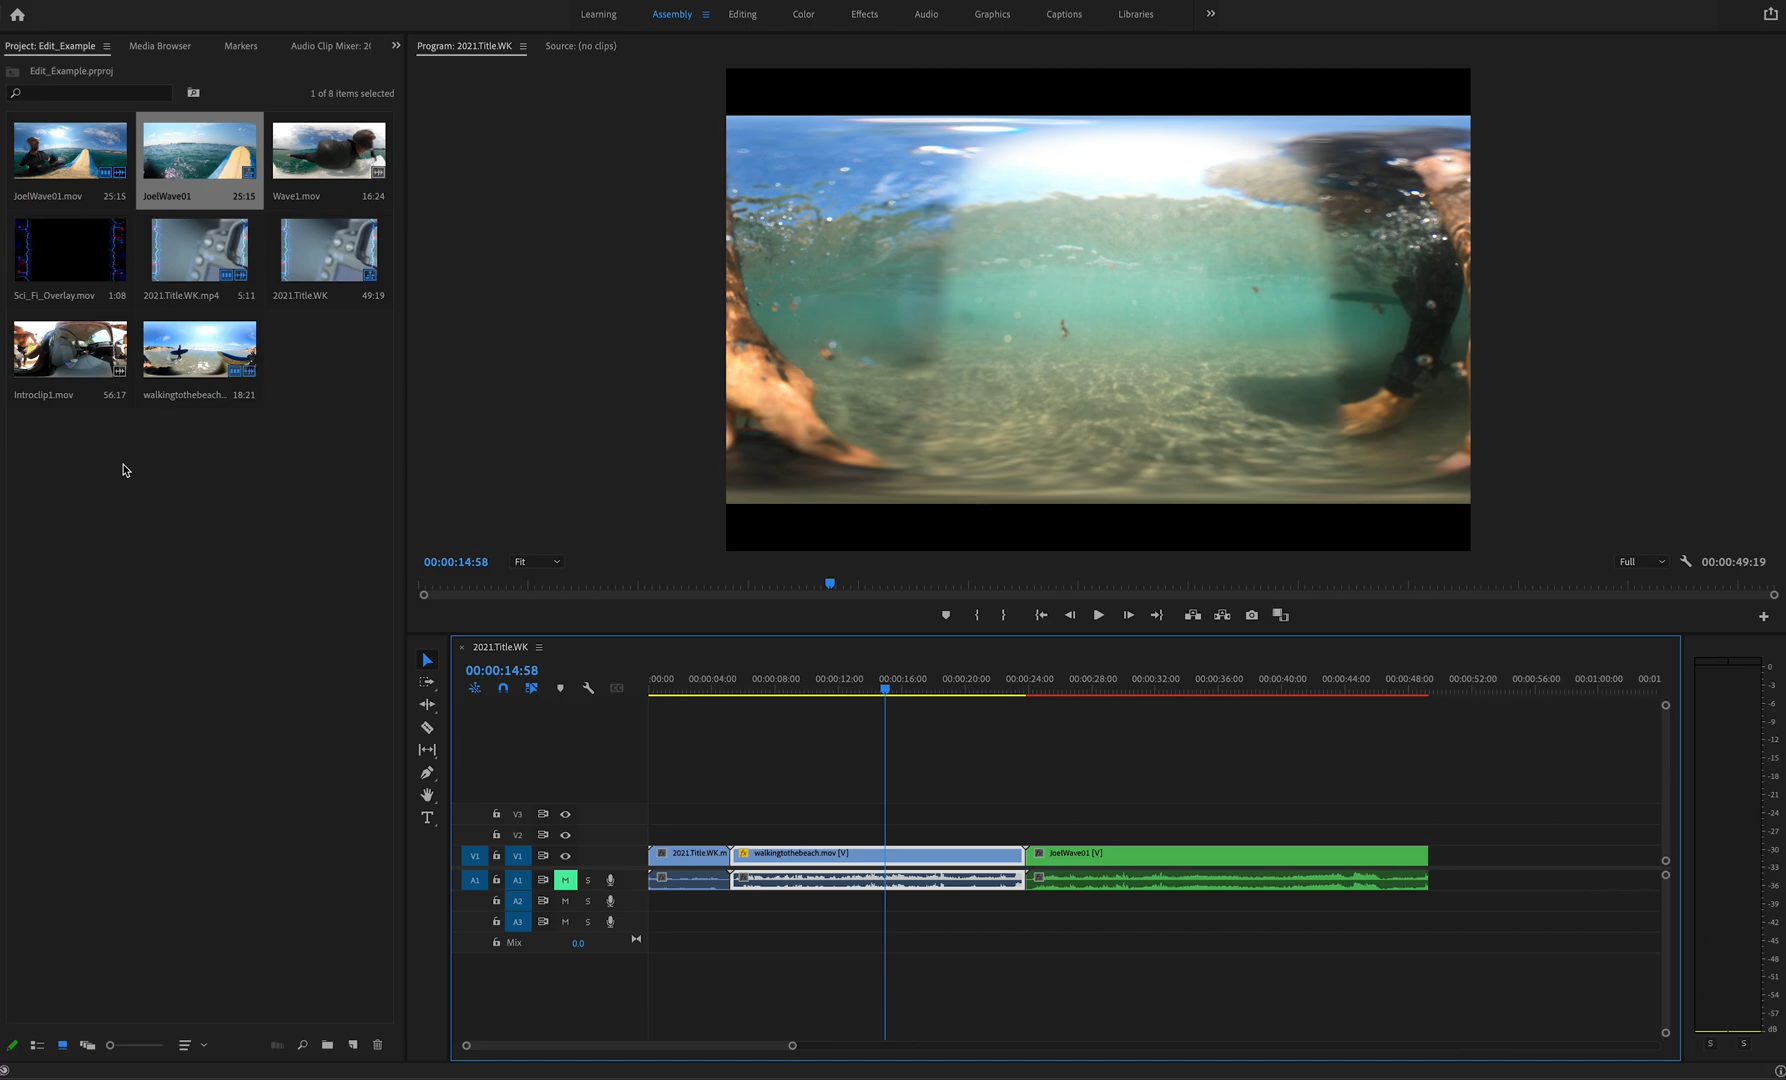 Learning Assembly Editing Color Effects Audio Graphics Captions Libraries
Project: Edit_Example Media Browser Markers Audio Clip Mixer: 2(
Program: 2021.Title.WK Source: (no clips)
Edit_Example.prproj
1 of 8 items selected
JoelWave01.mov 25:15 JoelWave01 25:15 Wave1.mov 16:24
Sci_Fi_Overlay.mov 1:08 2021.Title.WK.mp4 5:11 2021.Title.WK 49:19
Introclip1.mov 56:17 walkingtothebeach... 18:21
00:00:14:58 Fit Full 00:00:49:19
2021.Title.WK
00:00:14:58
:00:00 00:00:04:00 00:00:08:00 00:00:12:00 00:00:16:00 00:00:20:00 00:00:24:00 00:00:28:00 00:00:32:00 00:00:36:00 00:00:40:00 00:00:44:00 00:00:48:00 00:00:52:00 00:00:56:00 00:01:00:00 00:01
V3
V2
V1 V1 2021.Title.WK.m fx walkingtothebeach.mov [V] JoelWave01 [V]
A1 A1 M S
A2 M S
A3 M S
Mix 0.0
0
-3
-6
-9
-12
-15
-18
-21
-24
-27
-30
-33
-36
-39
-42
-45
-48
-51
-54
-57
dB
S S